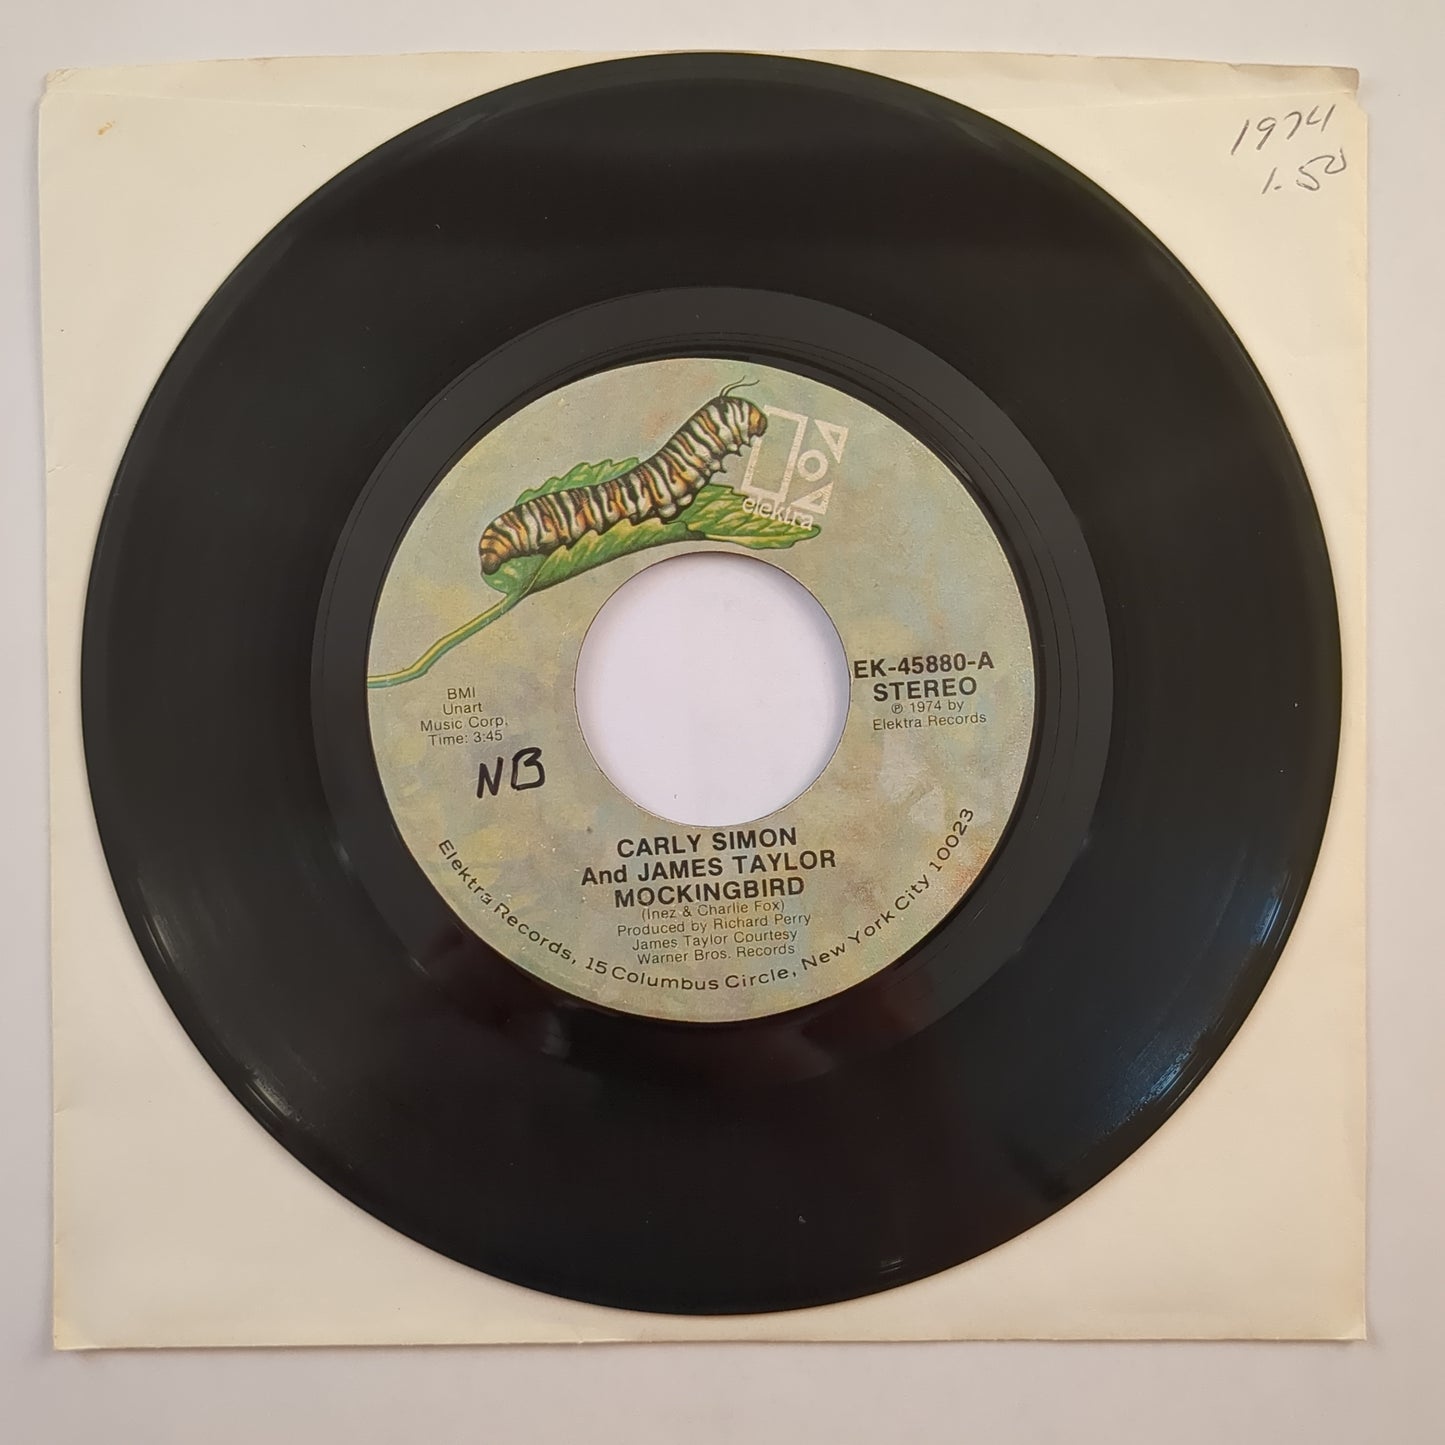 1974
1.50
elektra
EK-45880-A
STEREO
℗ 1974 by
Elektra Records
BMI
Unart
Music Corp.
Time: 3:45
NB
CARLY SIMON
And JAMES TAYLOR
MOCKINGBIRD
(Inez & Charlie Fox)
Produced by Richard Perry
James Taylor Courtesy
Warner Bros. Records
Elektra Records, 15 Columbus Circle, New York City 10023